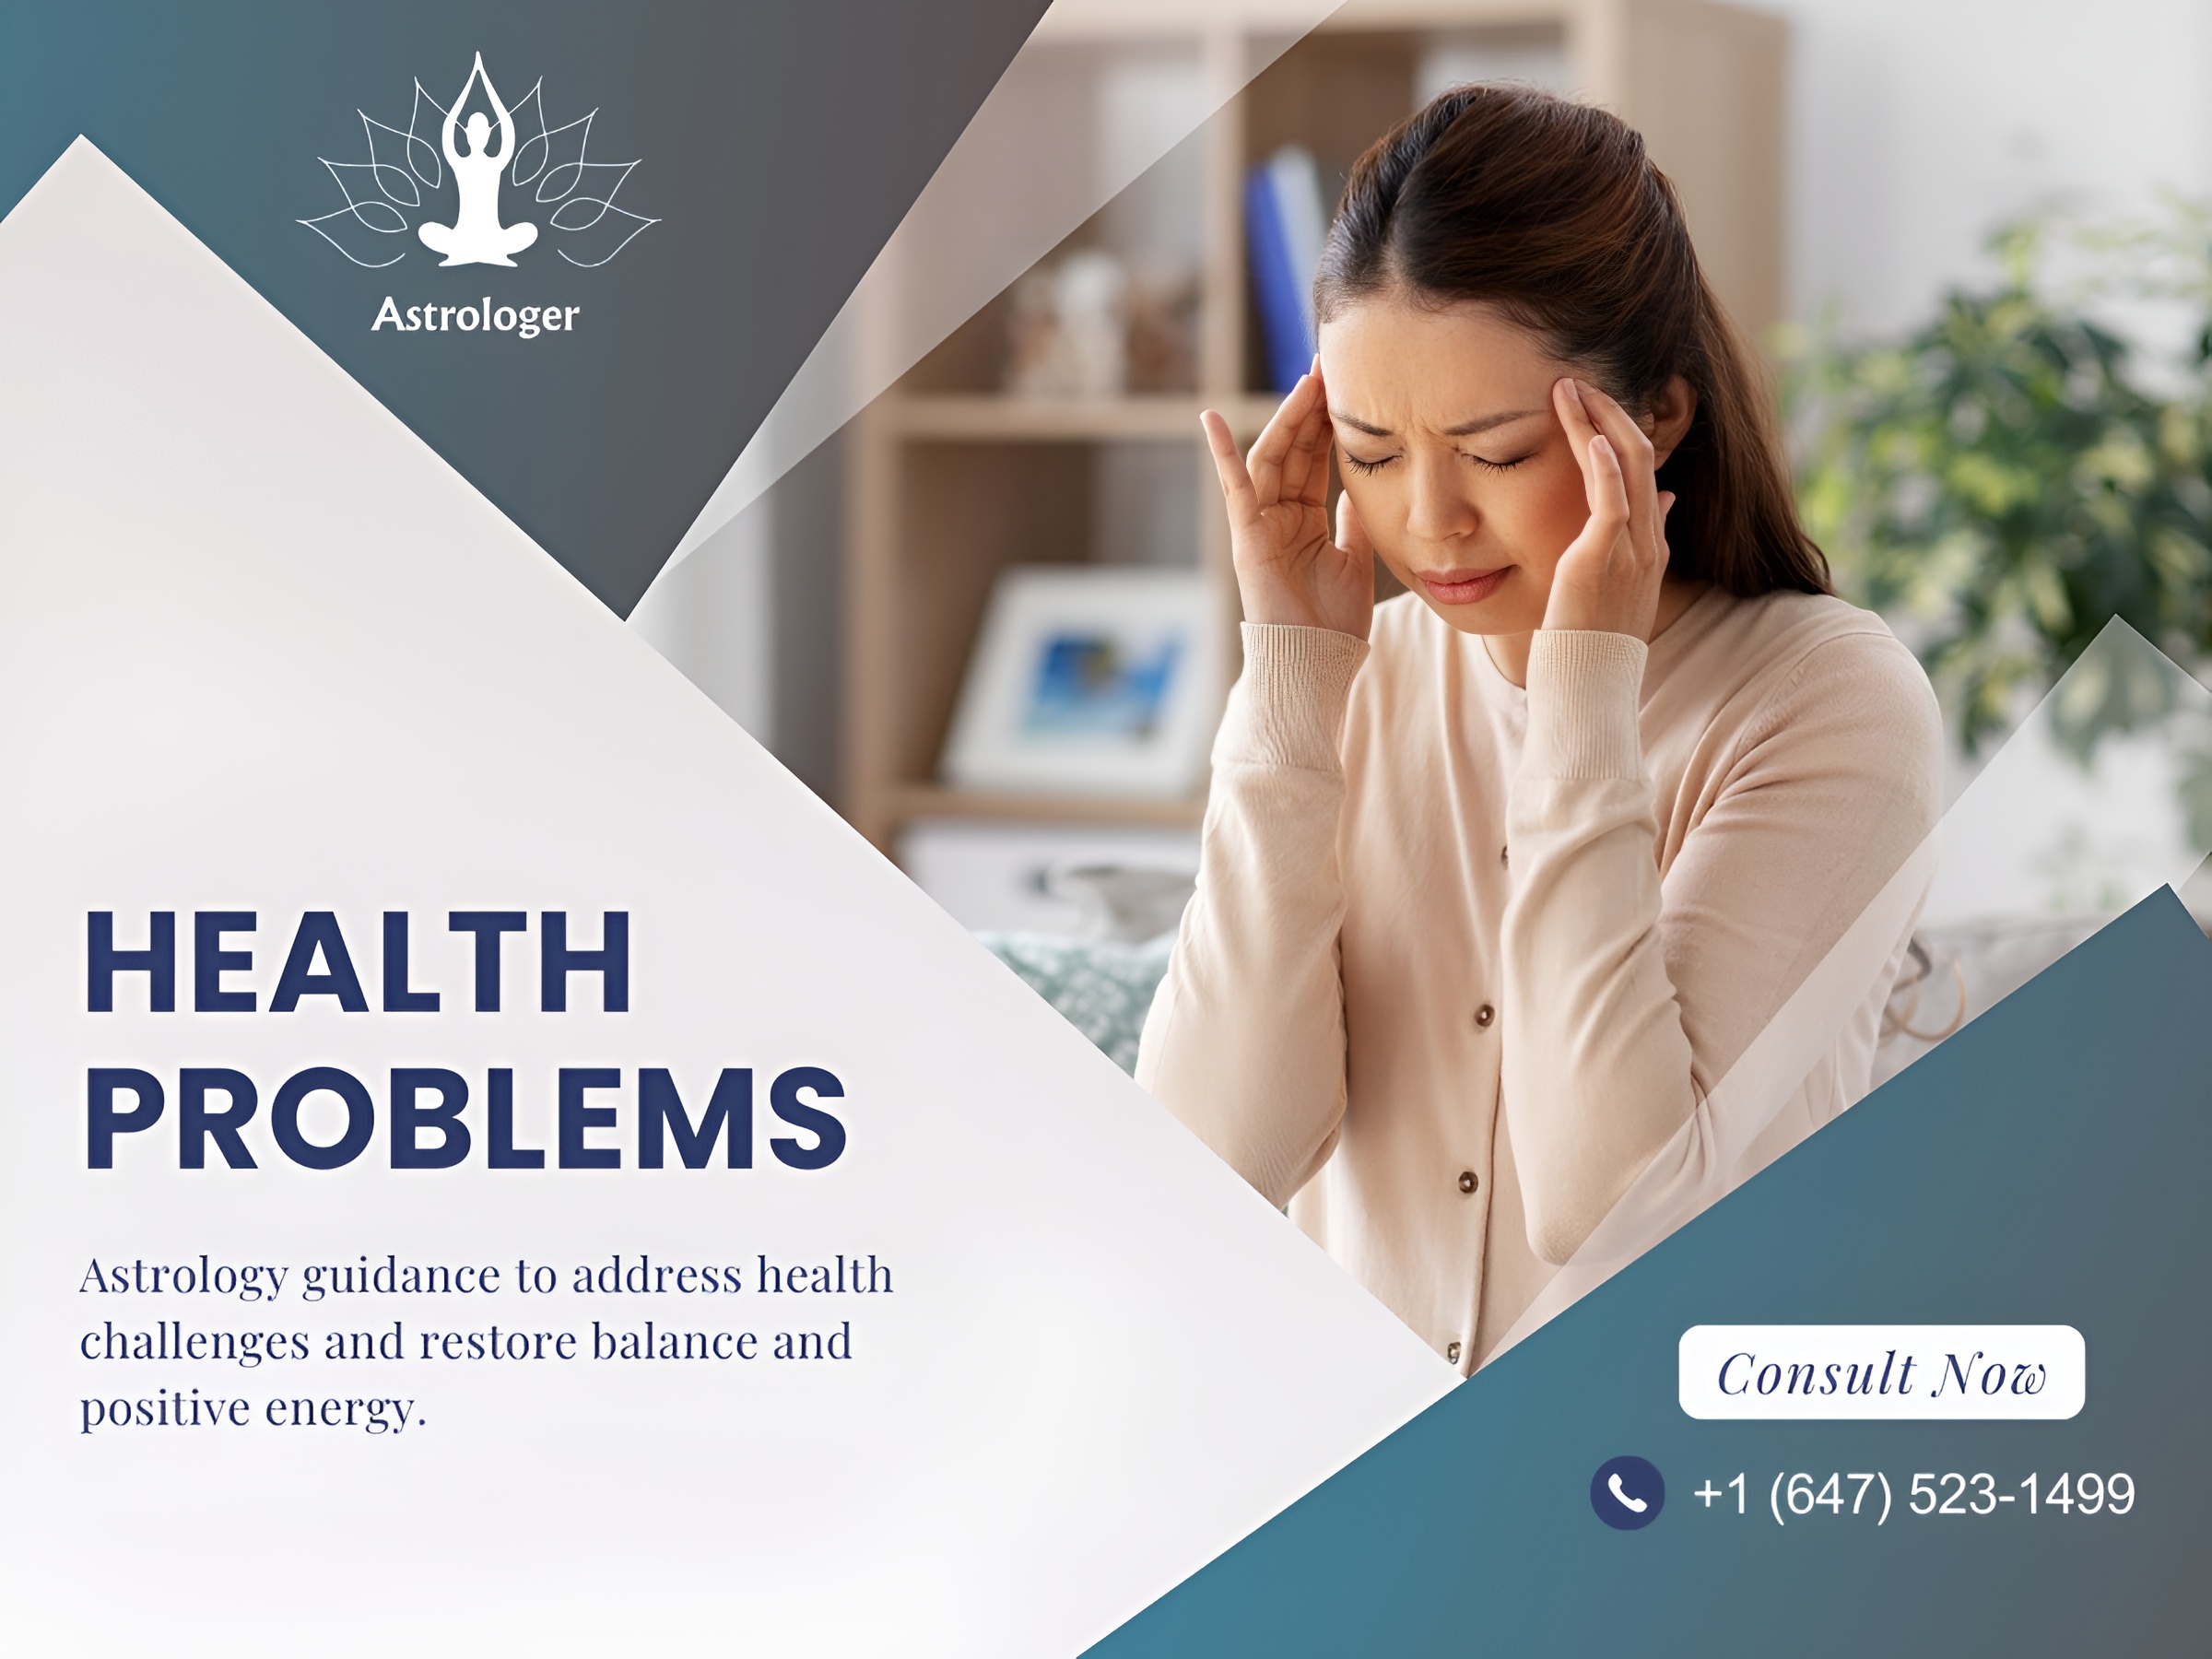 Astrologer
HEALTH
PROBLEMS
Astrology guidance to address health
challenges and restore balance and
positive energy.
Consult Now
+1 (647) 523-1499